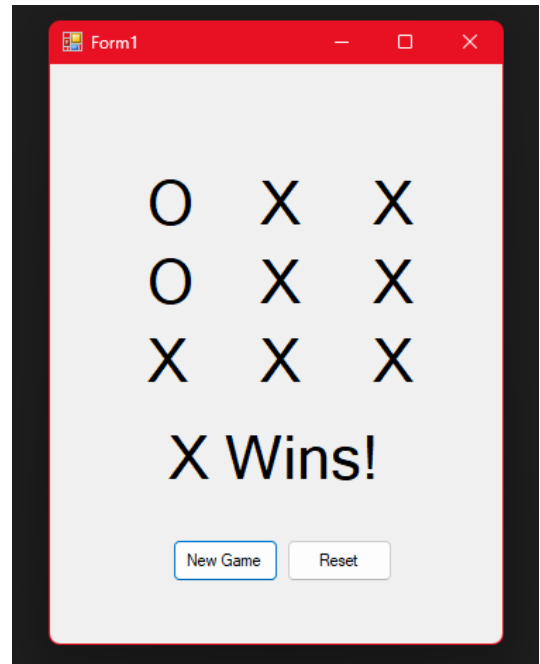 Form1
O X X
O X X
X X X
X Wins!
New Game Reset